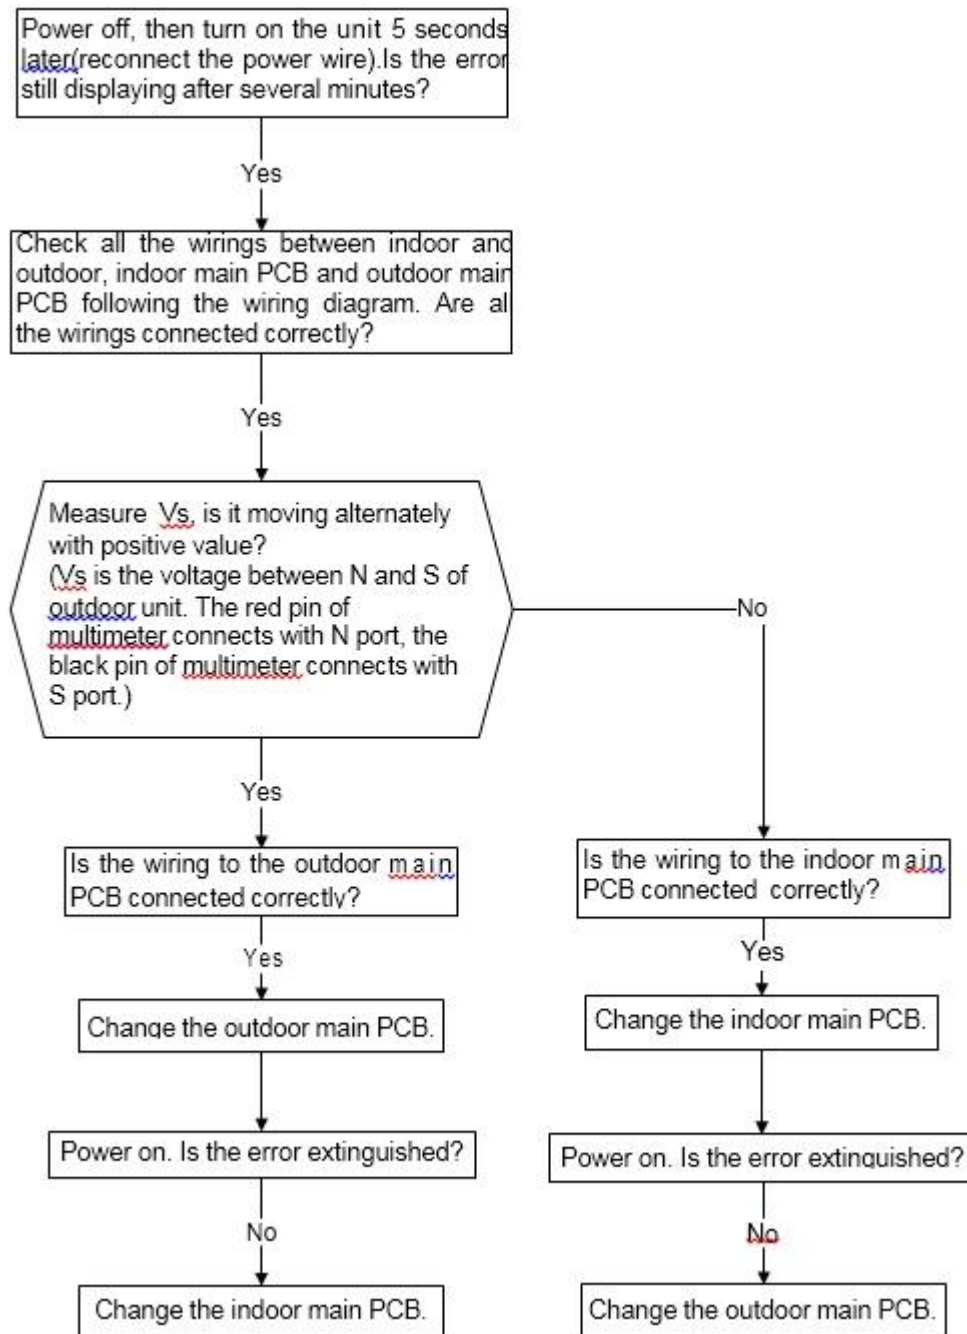 Power off, then turn on the unit 5 seconds
later(reconnect the power wire).Is the error
still displaying after several minutes?
Yes
Check all the wirings between indoor and
outdoor, indoor main PCB and outdoor main
PCB following the wiring diagram. Are al
the wirings connected correctly?
Yes
Measure Vs, is it moving alternately
with positive value?
(Vs is the voltage between N and S of
outdoor unit. The red pin of
multimeter connects with N port, the
black pin of multimeter connects with
S port.)
No
Yes
Is the wiring to the outdoor main
PCB connected correctly?
Yes
Change the outdoor main PCB.
Power on. Is the error extinguished?
No
Change the indoor main PCB.
Is the wiring to the indoor main
PCB connected correctly?
Yes
Change the indoor main PCB.
Power on. Is the error extinguished?
No
Change the outdoor main PCB.